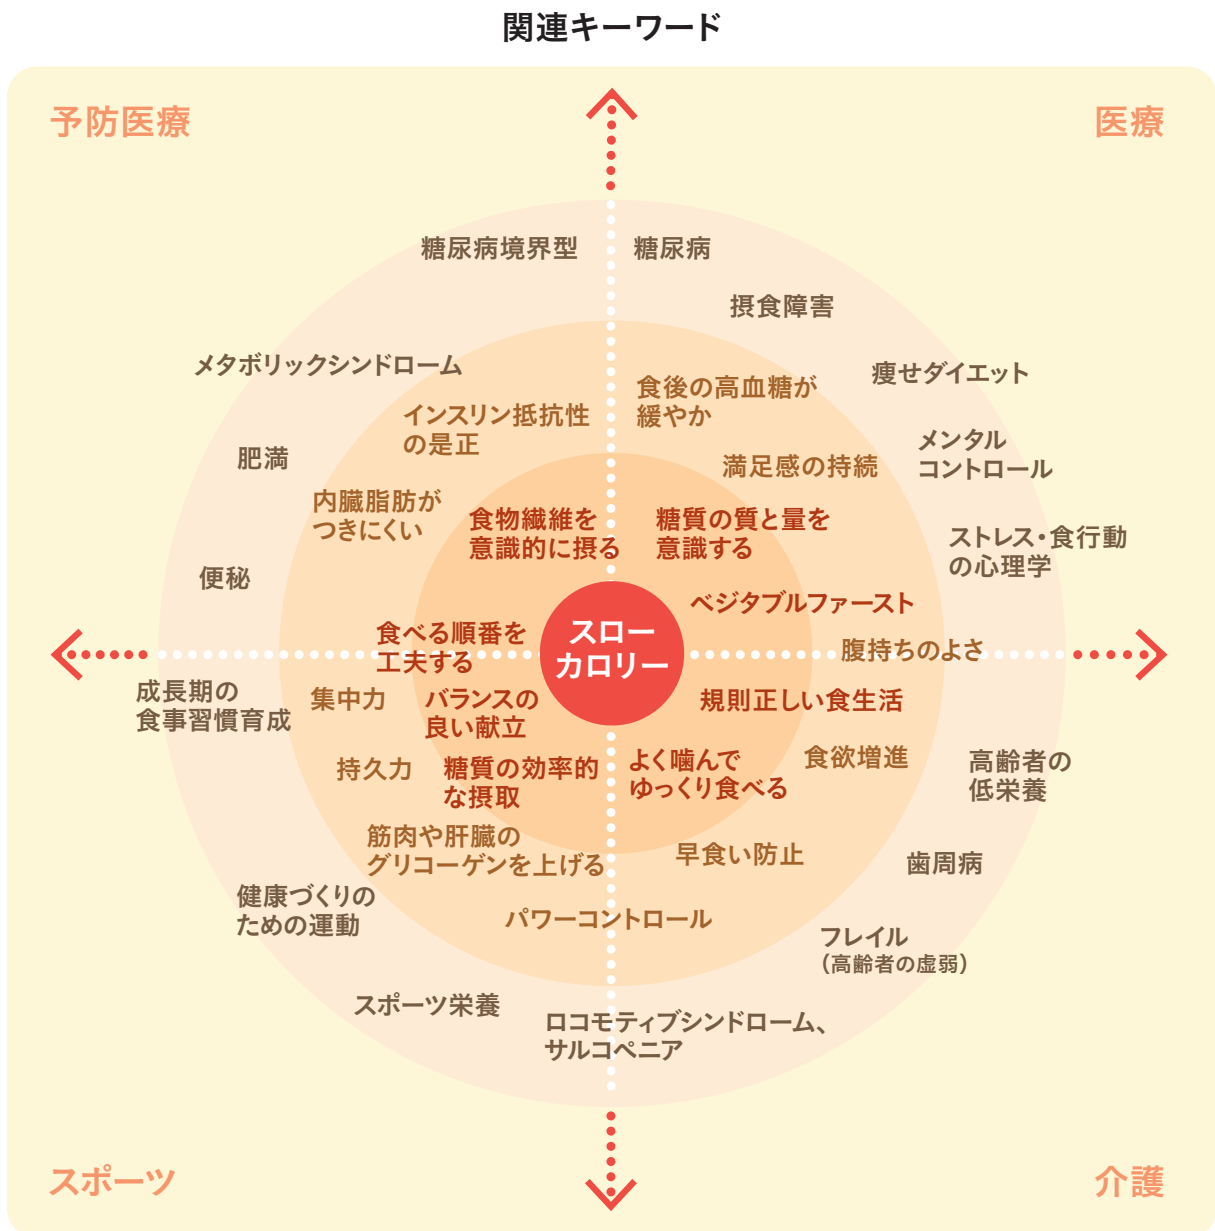 関連キーワード
予防医療
医療
糖尿病境界型
糖尿病
摂食障害
メタボリックシンドローム
痩せダイエット
食後の高血糖が
緩やか
インスリン抵抗性
の是正
メンタル
コントロール
肥満
満足感の持続
内臓脂肪が
つきにくい
食物繊維を
意識的に摂る
糖質の質と量を
意識する
ストレス・食行動
の心理学
便秘
ベジタブルファースト
食べる順番を
工夫する
スロー
カロリー
腹持ちのよさ
成長期の
食事習慣育成
集中力
バランスの
良い献立
規則正しい食生活
持久力
糖質の効率的
な摂取
よく噛んで
ゆっくり食べる
食欲増進
高齢者の
低栄養
筋肉や肝臓の
グリコーゲンを上げる
早食い防止
歯周病
健康づくりの
ための運動
パワーコントロール
フレイル
（高齢者の虚弱）
スポーツ栄養
ロコモティブシンドローム、
サルコペニア
スポーツ
介護